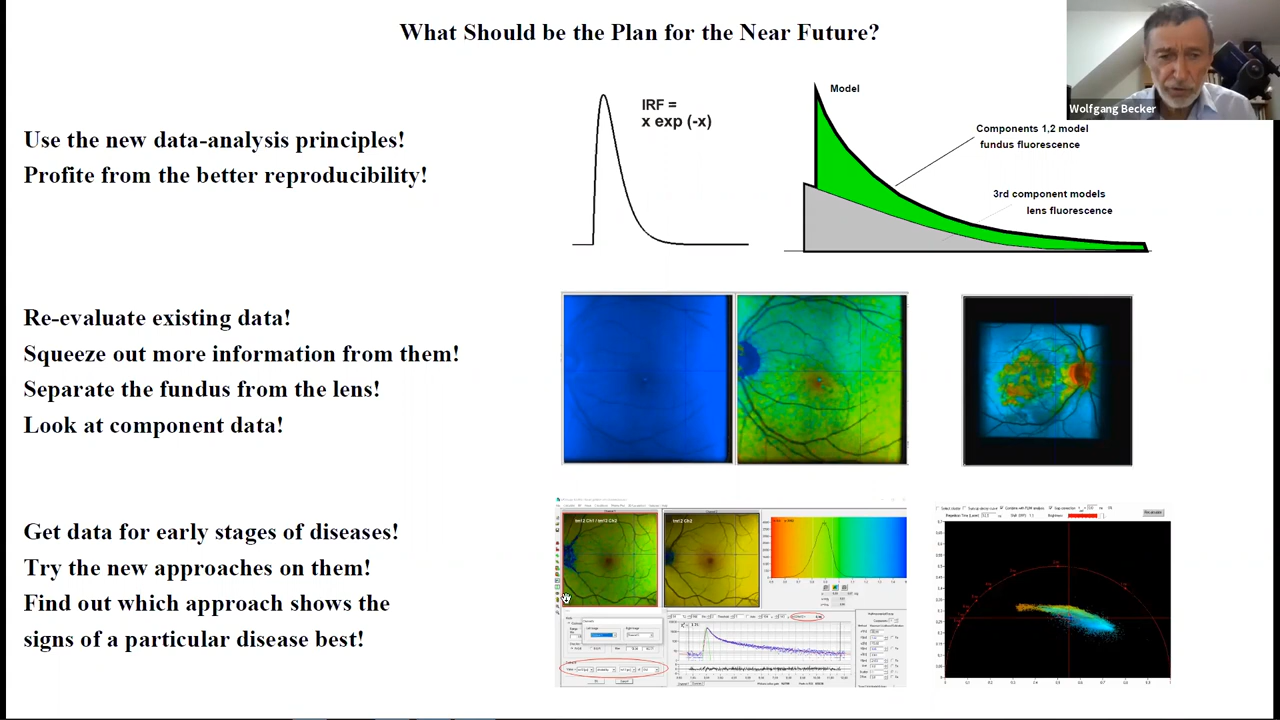 What Should be the Plan for the Near Future?
Wolfgang Becker
Use the new data-analysis principles!
Profite from the better reproducibility!
IRF =
x exp (-x)
Model
Components 1,2 model
fundus fluorescence
3rd component models
lens fluorescence
Re-evaluate existing data!
Squeeze out more information from them!
Separate the fundus from the lens!
Look at component data!
Get data for early stages of diseases!
Try the new approaches on them!
Find out which approach shows the
signs of a particular disease best!